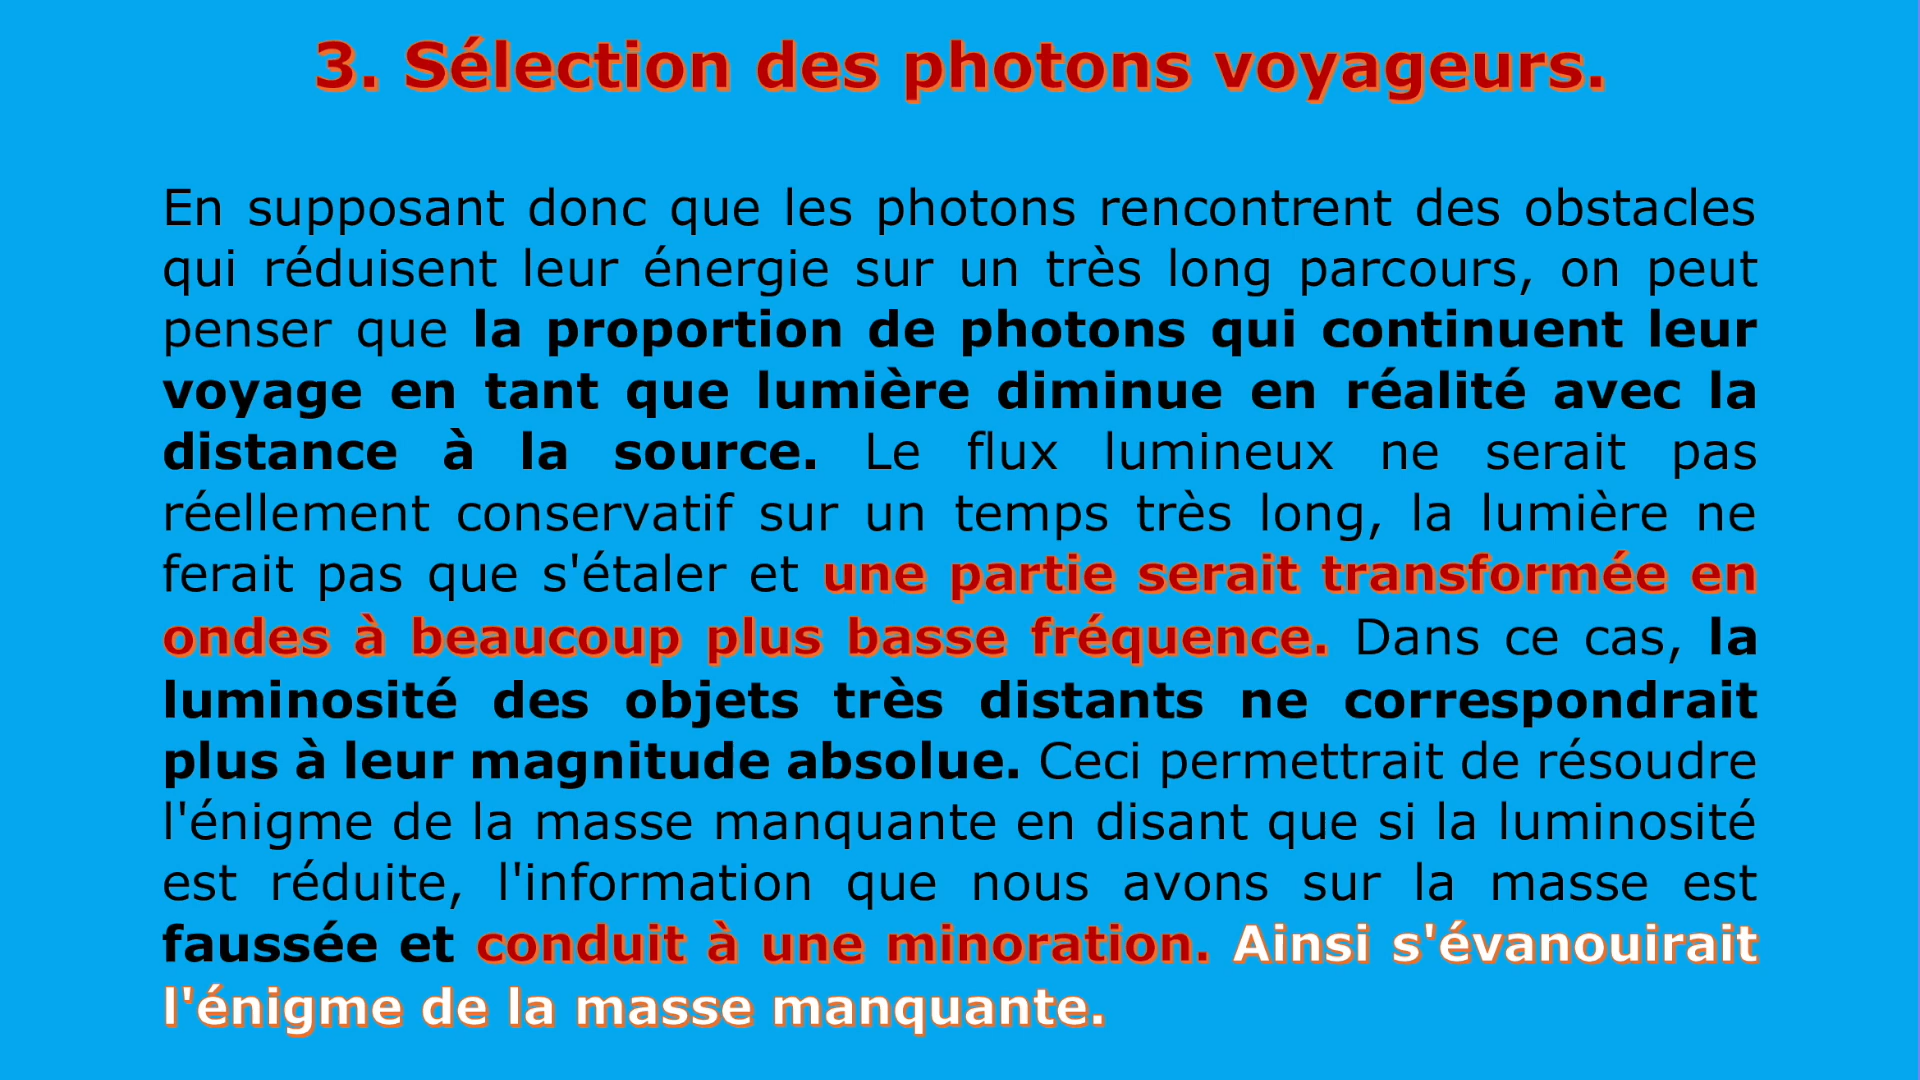 3. Sélection des photons voyageurs.
En supposant donc que les photons rencontrent des obstacles
qui réduisent leur énergie sur un très long parcours, on peut
penser que la proportion de photons qui continuent leur
voyage en tant que lumière diminue en réalité avec la
distance à la source. Le flux lumineux ne serait pas
réellement conservatif sur un temps très long, la lumière ne
ferait pas que s'étaler et une partie serait transformée en
ondes à beaucoup plus basse fréquence. Dans ce cas, la
luminosité des objets très distants ne correspondrait
plus à leur magnitude absolue. Ceci permettrait de résoudre
l'énigme de la masse manquante en disant que si la luminosité
est réduite, l'information que nous avons sur la masse est
faussée et conduit à une minoration. Ainsi s'évanouirait
l'énigme de la masse manquante.